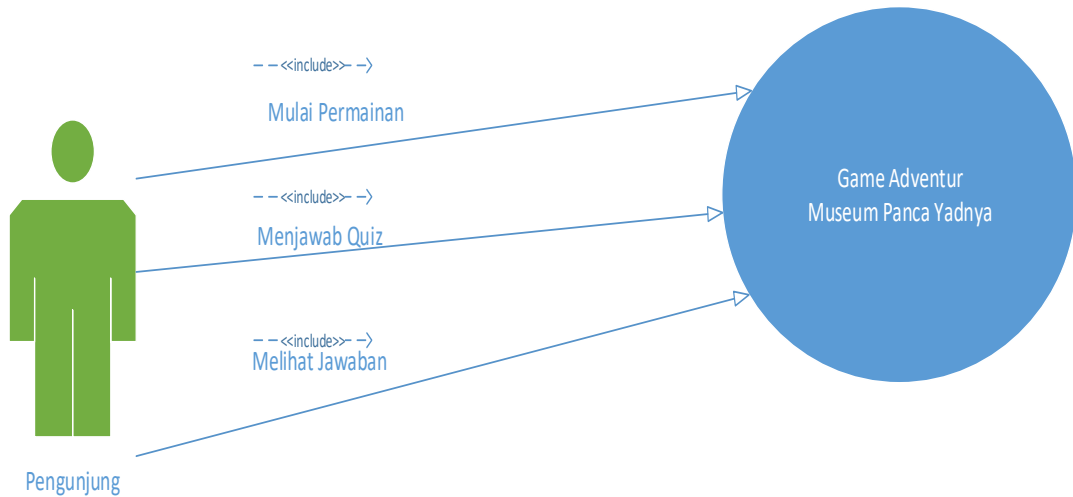 <<include>>
Mulai Permainan
<<include>>
Menjawab Quiz
<<include>>
Melihat Jawaban
Pengunjung
Game Adventur
Museum Panca Yadnya